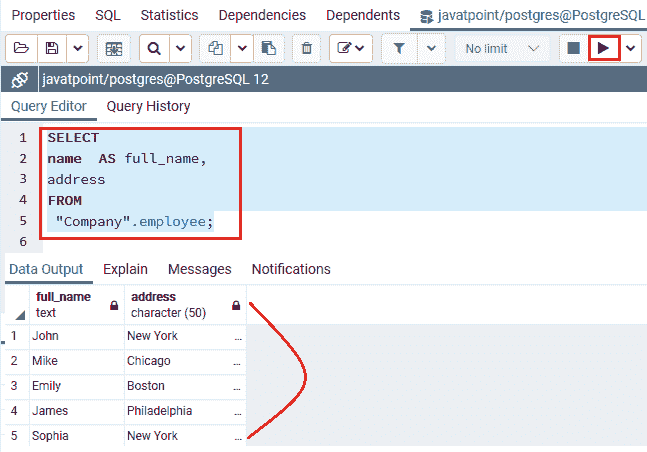 Properties SQL Statistics Dependencies Dependents javatpoint/postgres@PostgreSQL
No limit
javatpoint/postgres@PostgreSQL 12
Query Editor Query History
1 SELECT
2 name AS full_name,
3 address
4 FROM
5 "Company".employee;
6
Data Output Explain Messages Notifications
full_name address
text character (50)
1 John New York ...
2 Mike Chicago ...
3 Emily Boston ...
4 James Philadelphia ...
5 Sophia New York ...